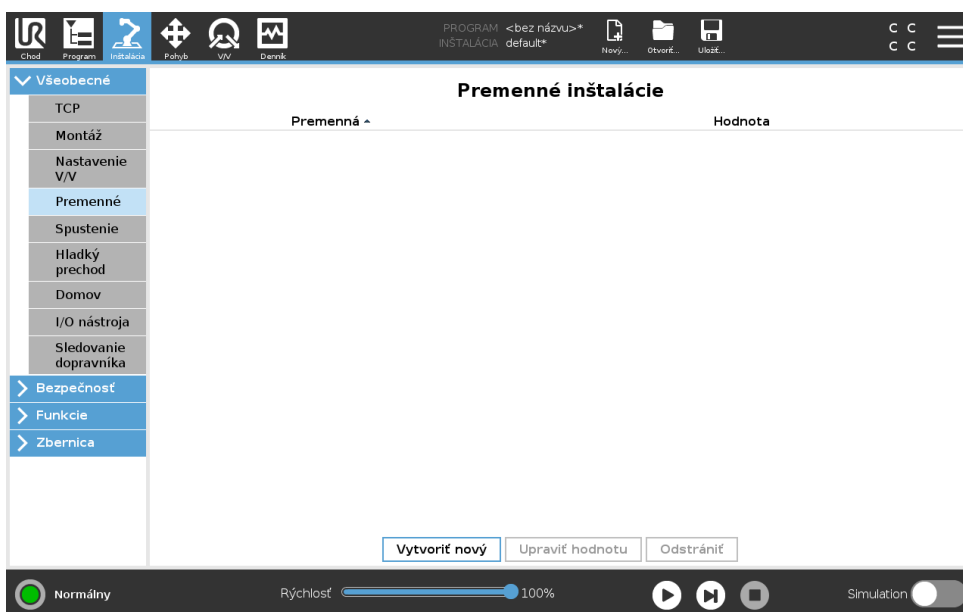 UR
PROGRAM <bez názvu>*
INŠTALÁCIA default*
Chod
Program
Inštalácia
Pohyb
V/V
Denník
Nový...
Otvoriť...
Uložiť...
C C
C C
Všeobecné
TCP
Montáž
Nastavenie
V/V
Premenné
Spustenie
Hladký
prechod
Domov
I/O nástroja
Sledovanie
dopravníka
Bezpečnosť
Funkcie
Zbernica
Premenné inštalácie
Premenná
Hodnota
Vytvoriť nový
Upraviť hodnotu
Odstrániť
Normálny
Rýchlosť
100%
Simulation